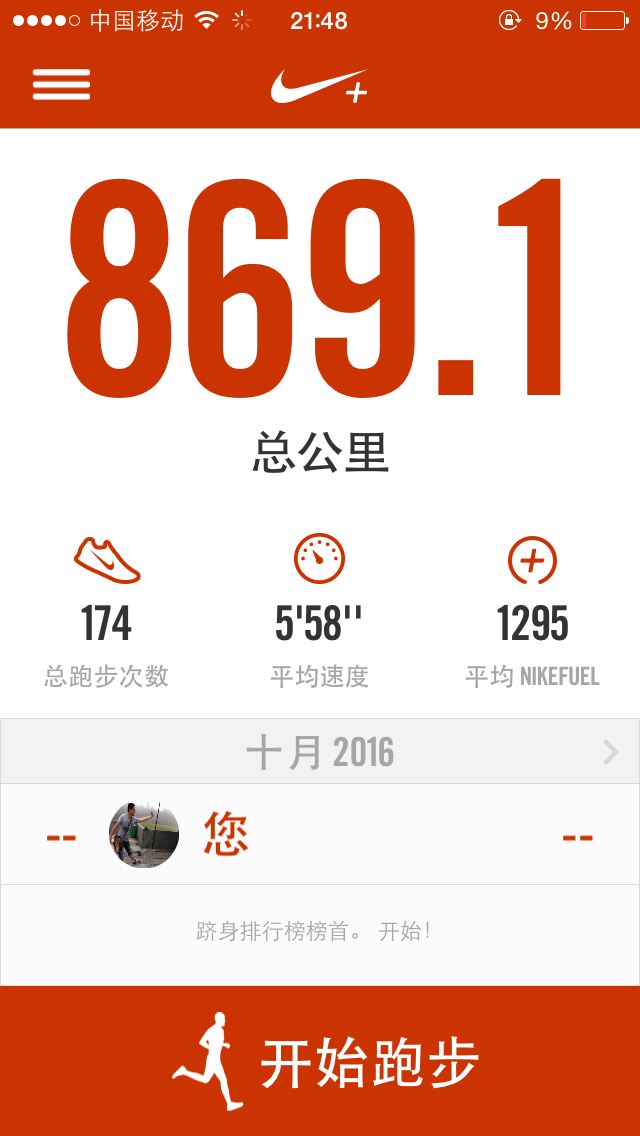 中国移动 21:48 9%
869.1
总公里
174 5'58'' 1295
总跑步次数 平均速度 平均 NIKEFUEL
十月 2016
-- 您 --
跻身排行榜榜首。 开始!
开始跑步